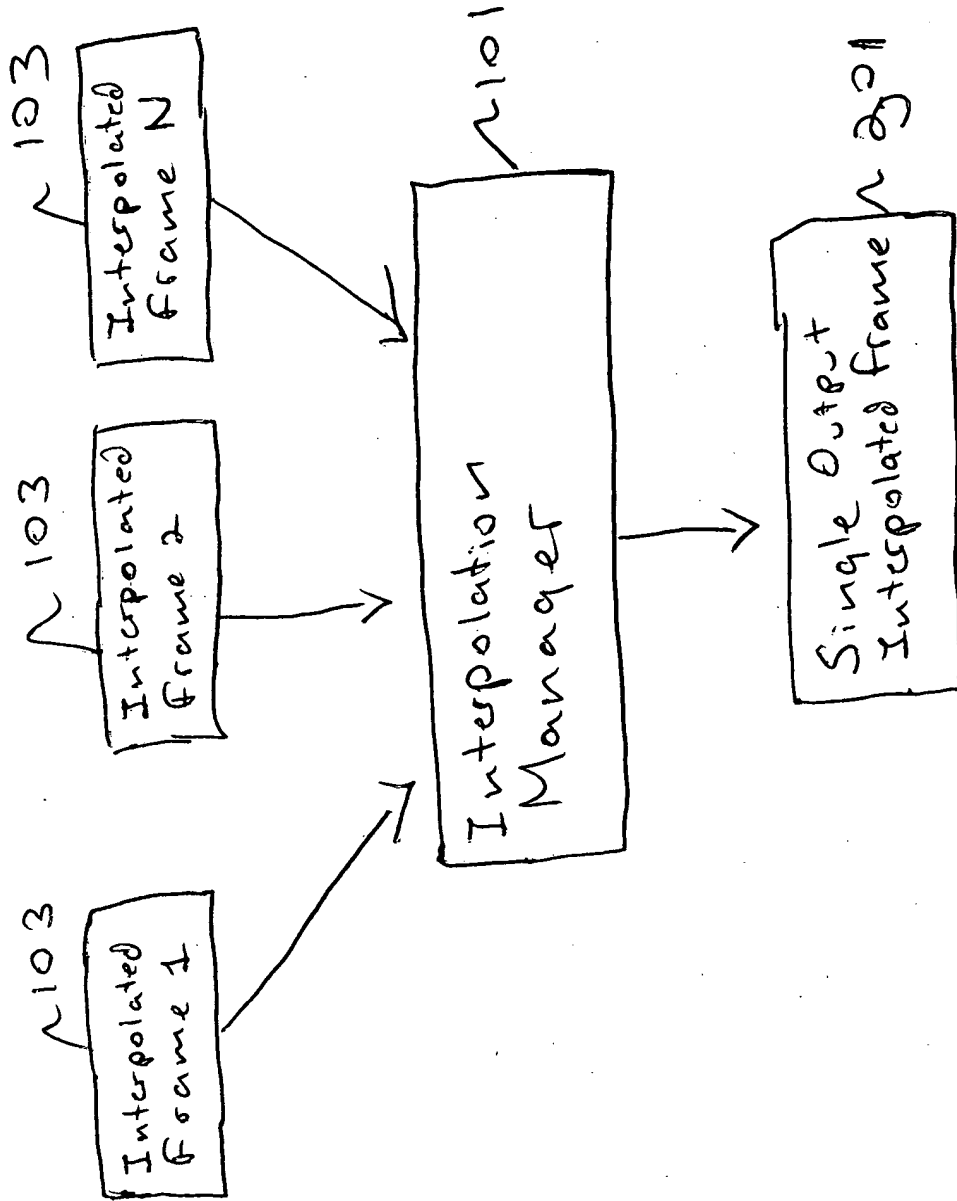 103
Interpolated
Frame 1
103
Interpolated
Frame 2
103
Interpolated
Frame N
Interpolation
Manager
101
Single Output
Interpolated Frame
201